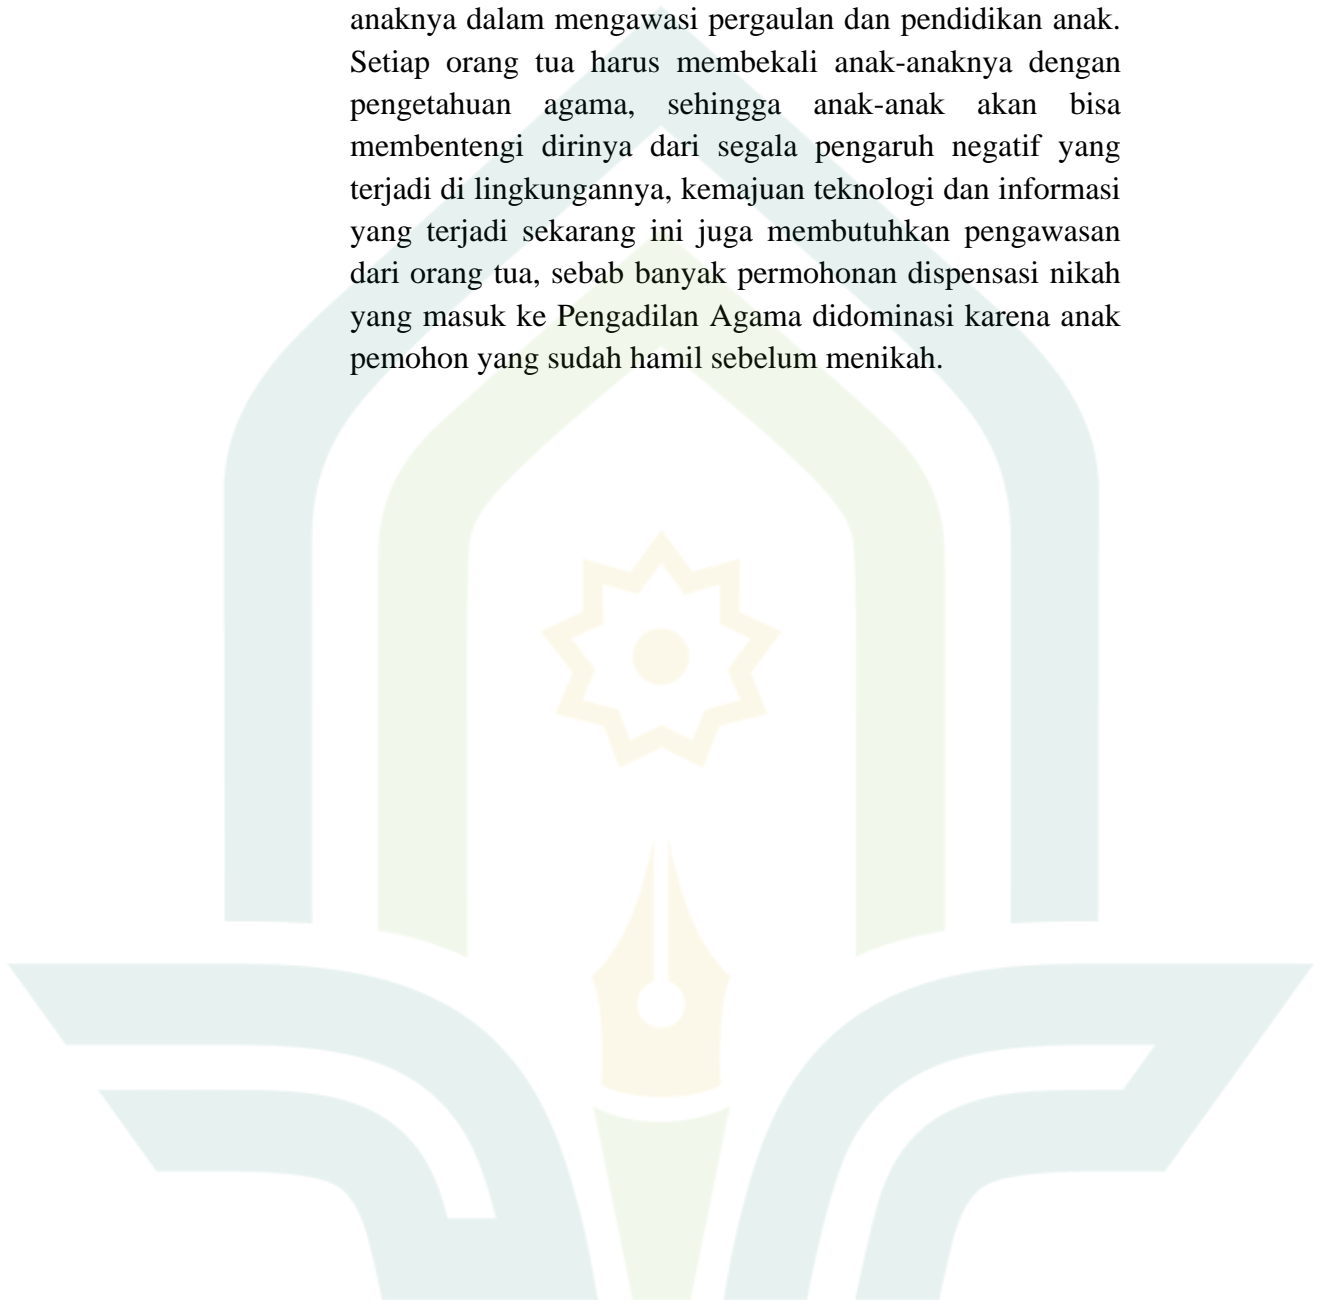 anaknya dalam mengawasi pergaulan dan pendidikan anak.
Setiap orang tua harus membekali anak-anaknya dengan
pengetahuan agama, sehingga anak-anak akan bisa
membentengi dirinya dari segala pengaruh negatif yang
terjadi di lingkungannya, kemajuan teknologi dan informasi
yang terjadi sekarang ini juga membutuhkan pengawasan
dari orang tua, sebab banyak permohonan dispensasi nikah
yang masuk ke Pengadilan Agama didominasi karena anak
pemohon yang sudah hamil sebelum menikah.